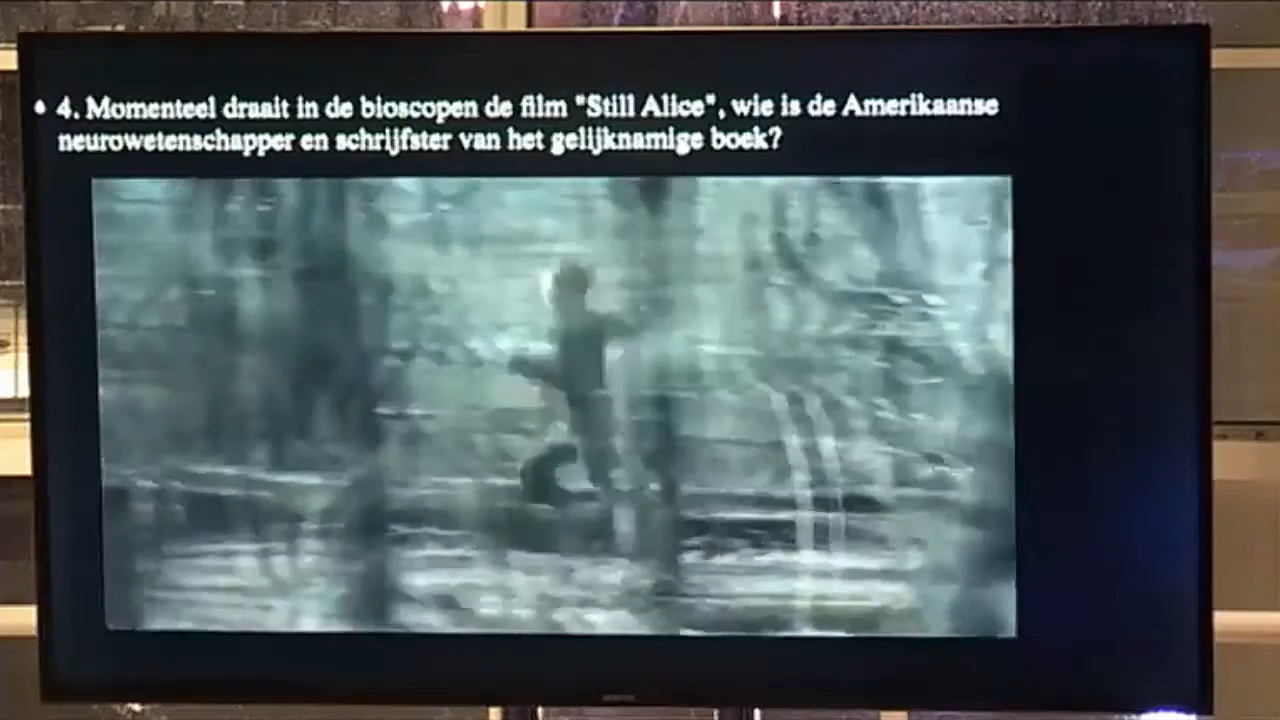 4. Momenteel draait in de bioscopen de film "Still Alice", wie is de Amerikaanse
neurowetenschapper en schrijfster van het gelijknamige boek?